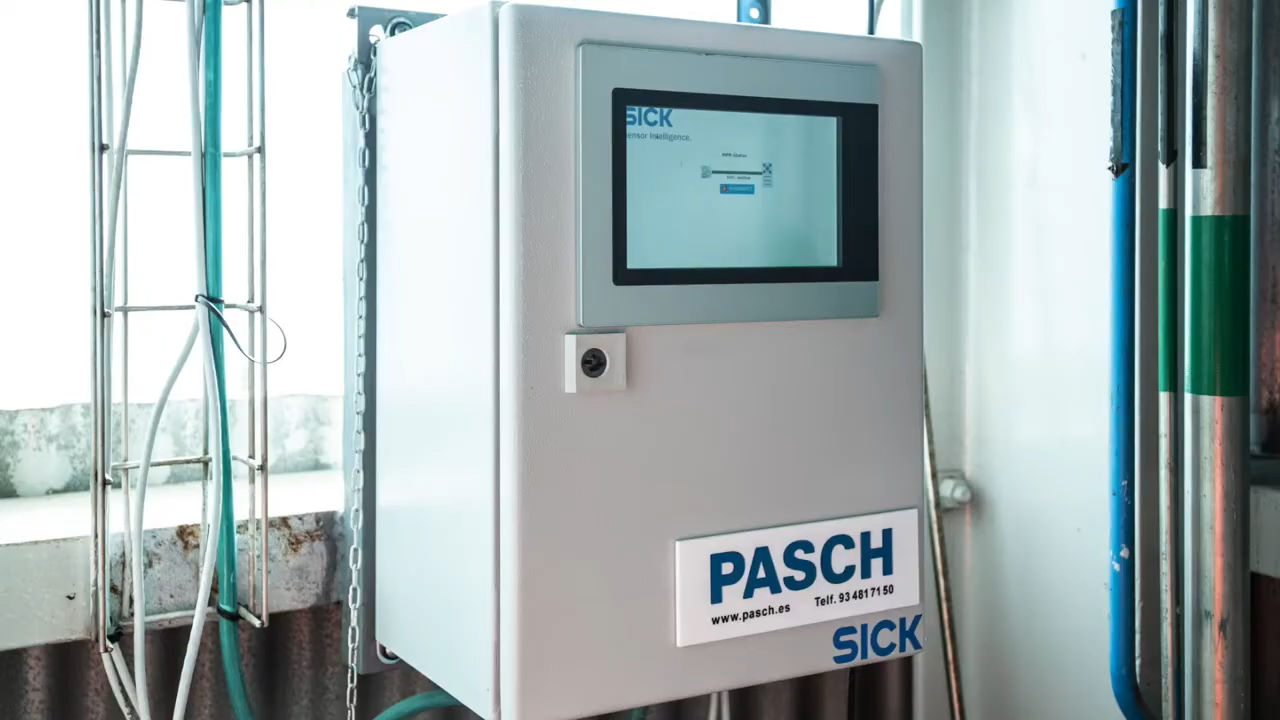 SICK
ensor Intelligence.
PASCH
www.pasch.es Telf. 93 481 71 50
SICK